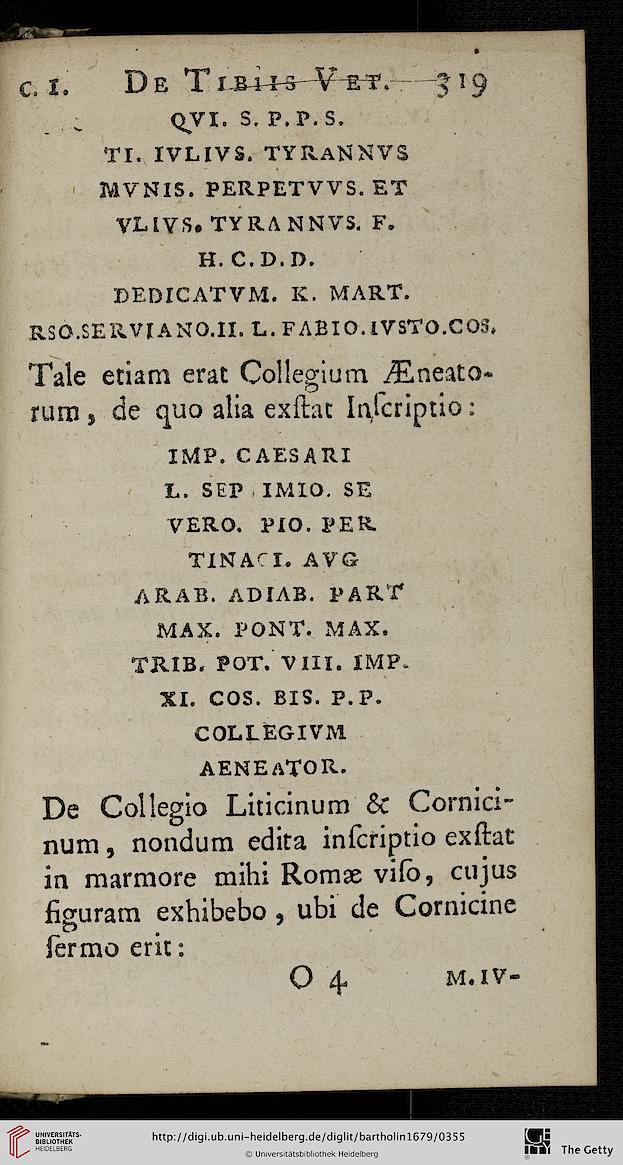 C. I. DE TIBIIS VET. 319
QVI. S. P. P. S.
TI. IVLIVS. TYRANNVS
MVNIS. PERPETVVS. ET
VLIVS. TYRANNVS. F.
H. C. D. D.
DEDICATVM. K. MART.
RSO.SERVIANO.II. L. FABIO.IVSTO.COS.
Tale etiam erat Collegium Æneato-
rum, de quo alia exſtat Inſcriptio:
IMP. CAESARI
L. SEP IMIO. SE
VERO. PIO. PER
TINACI. AVG
ARAB. ADIAB. PART
MAX. PONT. MAX.
TRIB. POT. VIII. IMP.
XI. COS. BIS. P. P.
COLLEGIVM
AENEATOR.
De Collegio Liticinum & Cornici-
num, nondum edita inſcriptio exſtat
in marmore mihi Romæ viſo, cujus
figuram exhibebo, ubi de Cornicine
ſermo erit:
O 4 M. IV-
UNIVERSITÄTS-
BIBLIOTHEK
HEIDELBERG
http://digi.ub.uni-heidelberg.de/diglit/bartholin1679/0355
© Universitätsbibliothek Heidelberg
The Getty